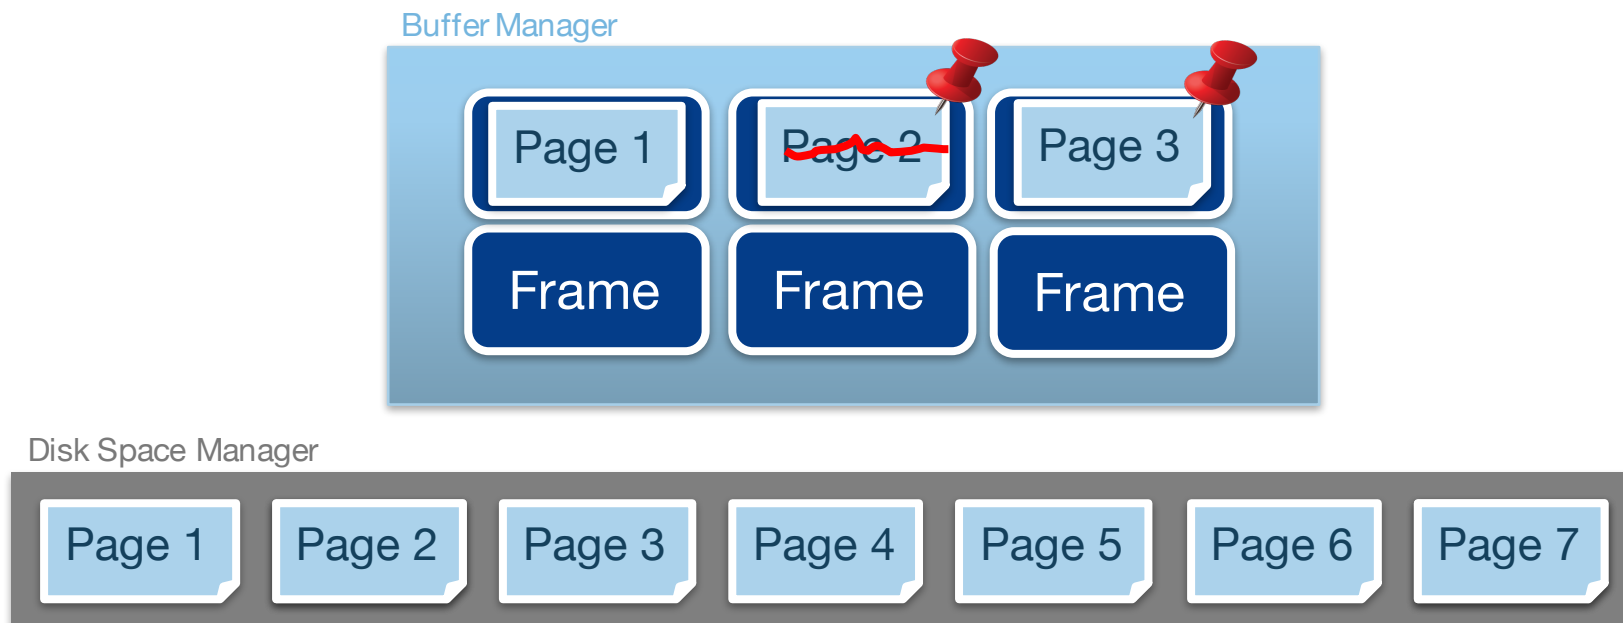 Buffer Manager
Page 1 Page 2 Page 3
Frame Frame Frame
Disk Space Manager
Page 1 Page 2 Page 3 Page 4 Page 5 Page 6 Page 7